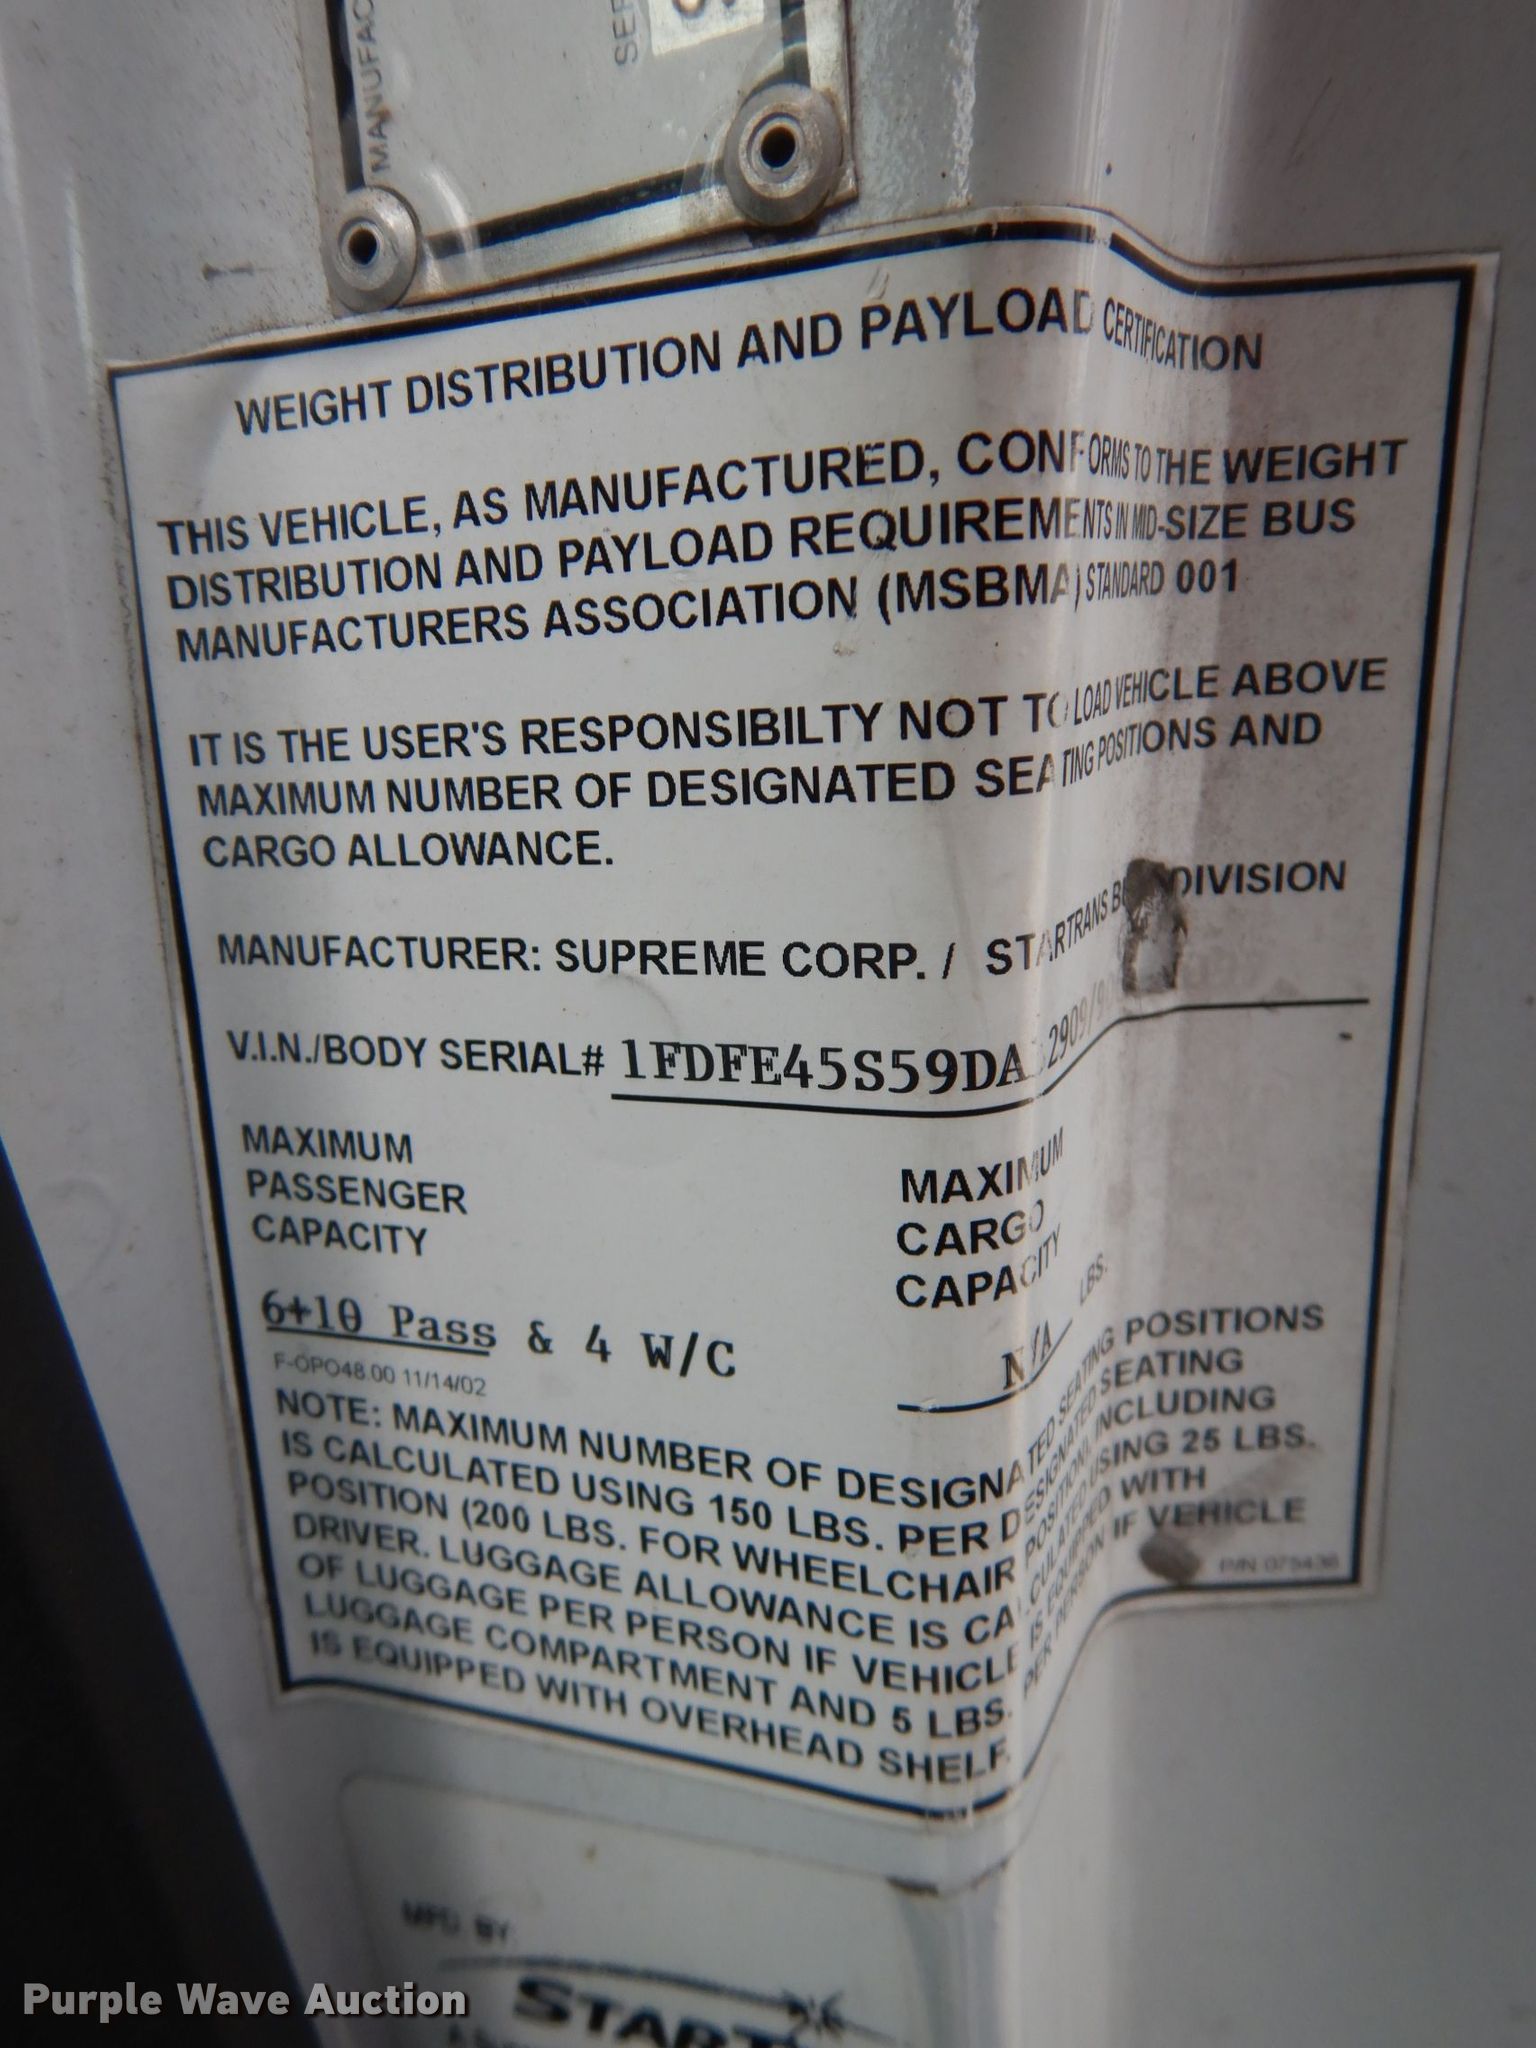 MANUFAC
SER
WEIGHT DISTRIBUTION AND PAYLOAD CERTIFICATION
THIS VEHICLE, AS MANUFACTURED, CONFORMS TO THE WEIGHT
DISTRIBUTION AND PAYLOAD REQUIREMENTS IN MID-SIZE BUS
MANUFACTURERS ASSOCIATION (MSBMA) STANDARD 001
IT IS THE USER'S RESPONSIBILTY NOT TO LOAD VEHICLE ABOVE
MAXIMUM NUMBER OF DESIGNATED SEATING POSITIONS AND
CARGO ALLOWANCE.
MANUFACTURER: SUPREME CORP. / STARTRANS DIVISION
V.I.N./BODY SERIAL#
MAXIMUM
PASSENGER
CAPACITY
6+10 Pass & 4 W/C
MAXIMUM
CARGO
CAPACITY
N/A LBS.
F-OPO48.00 11/14/02
NOTE: MAXIMUM NUMBER OF DESIGNATED SEATING POSITIONS
IS CALCULATED USING 150 LBS. PER DESIGNATED SEATING
POSITION (200 LBS. FOR WHEELCHAIR POSITION), INCLUDING
DRIVER. LUGGAGE ALLOWANCE IS CALCULATED USING 25 LBS.
OF LUGGAGE PER PERSON IF VEHICLE IS EQUIPPED WITH
LUGGAGE COMPARTMENT AND 5 LBS. PER PERSON IF VEHICLE
IS EQUIPPED WITH OVERHEAD SHELF.
P/N 075436
MFD. BY:
START
Purple Wave Auction